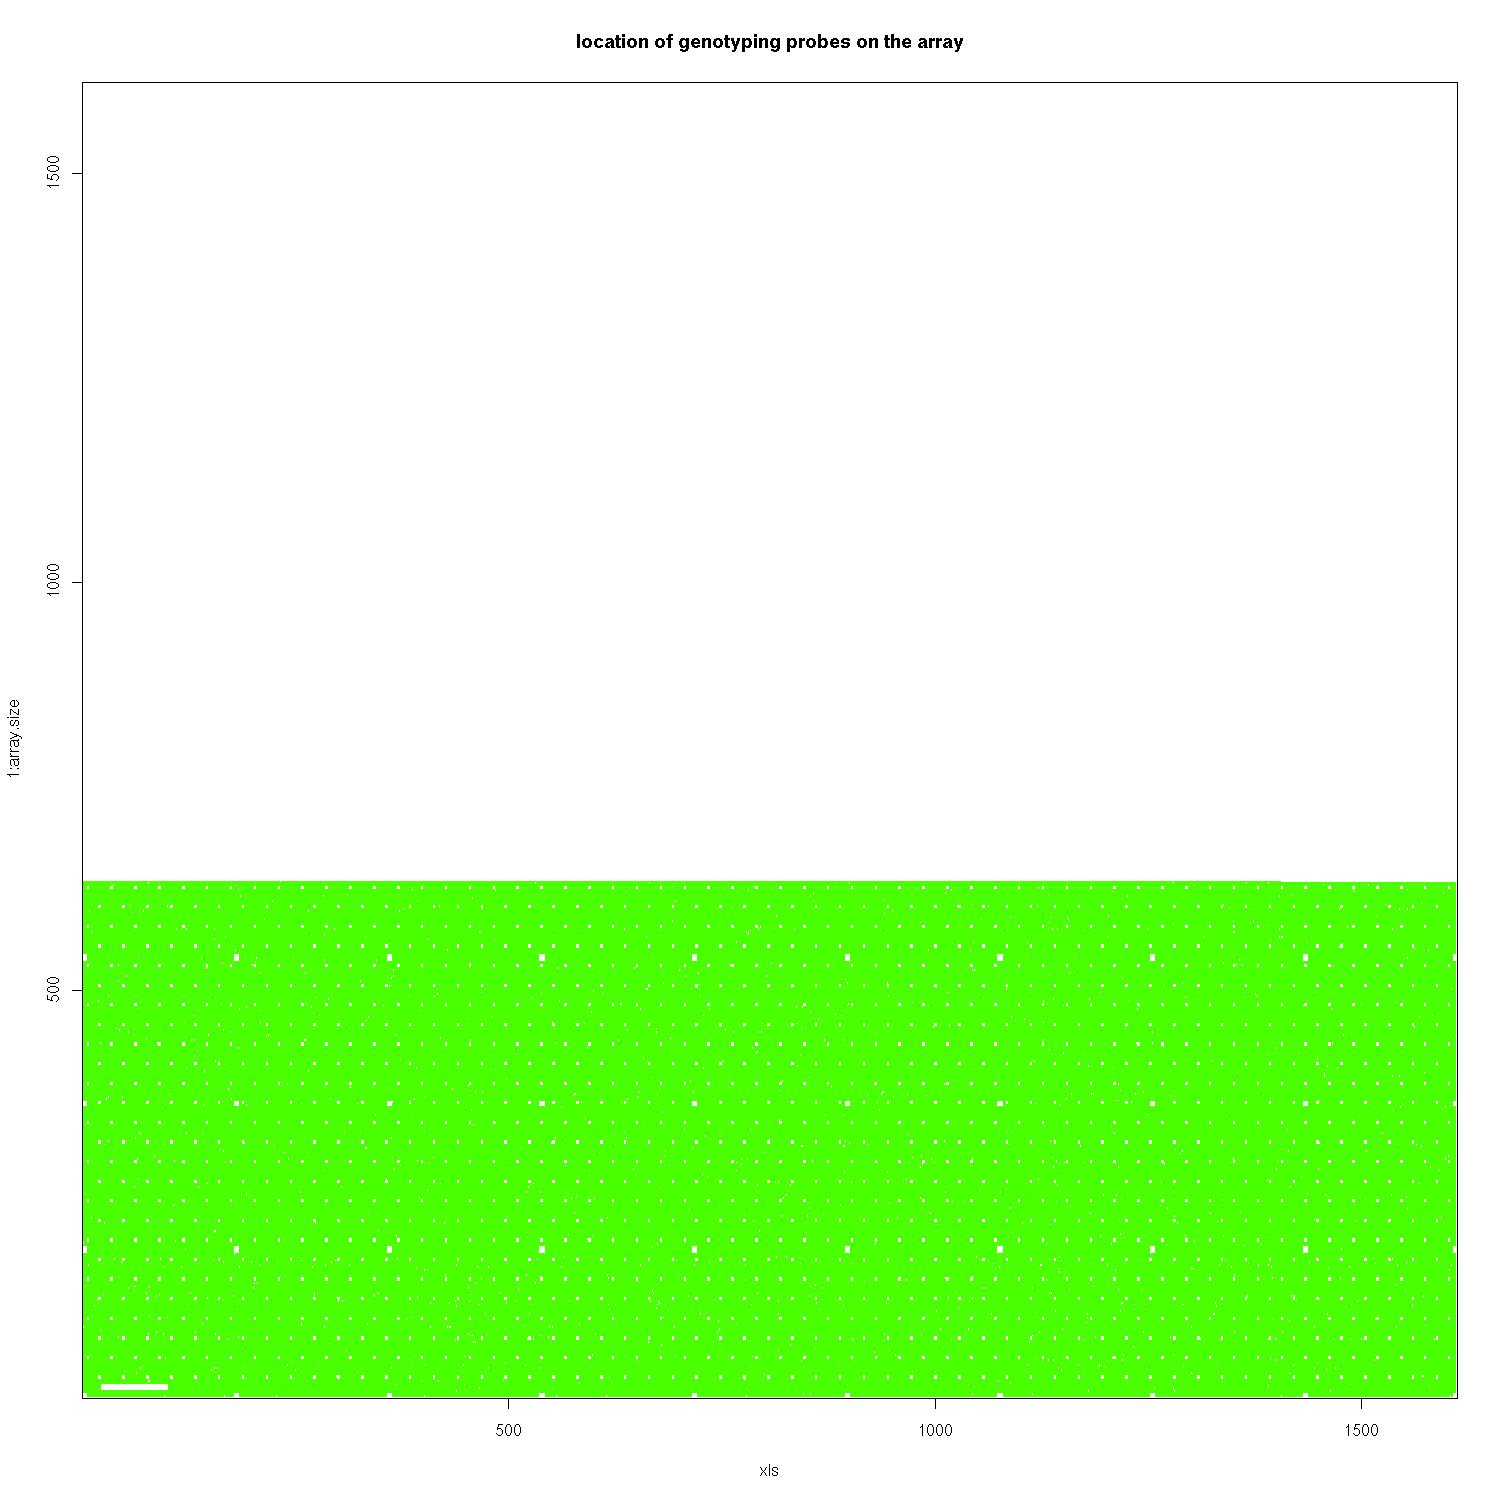 location of genotyping probes on the array
1500
1000
500
1:array.size
500
1000
1500
xls